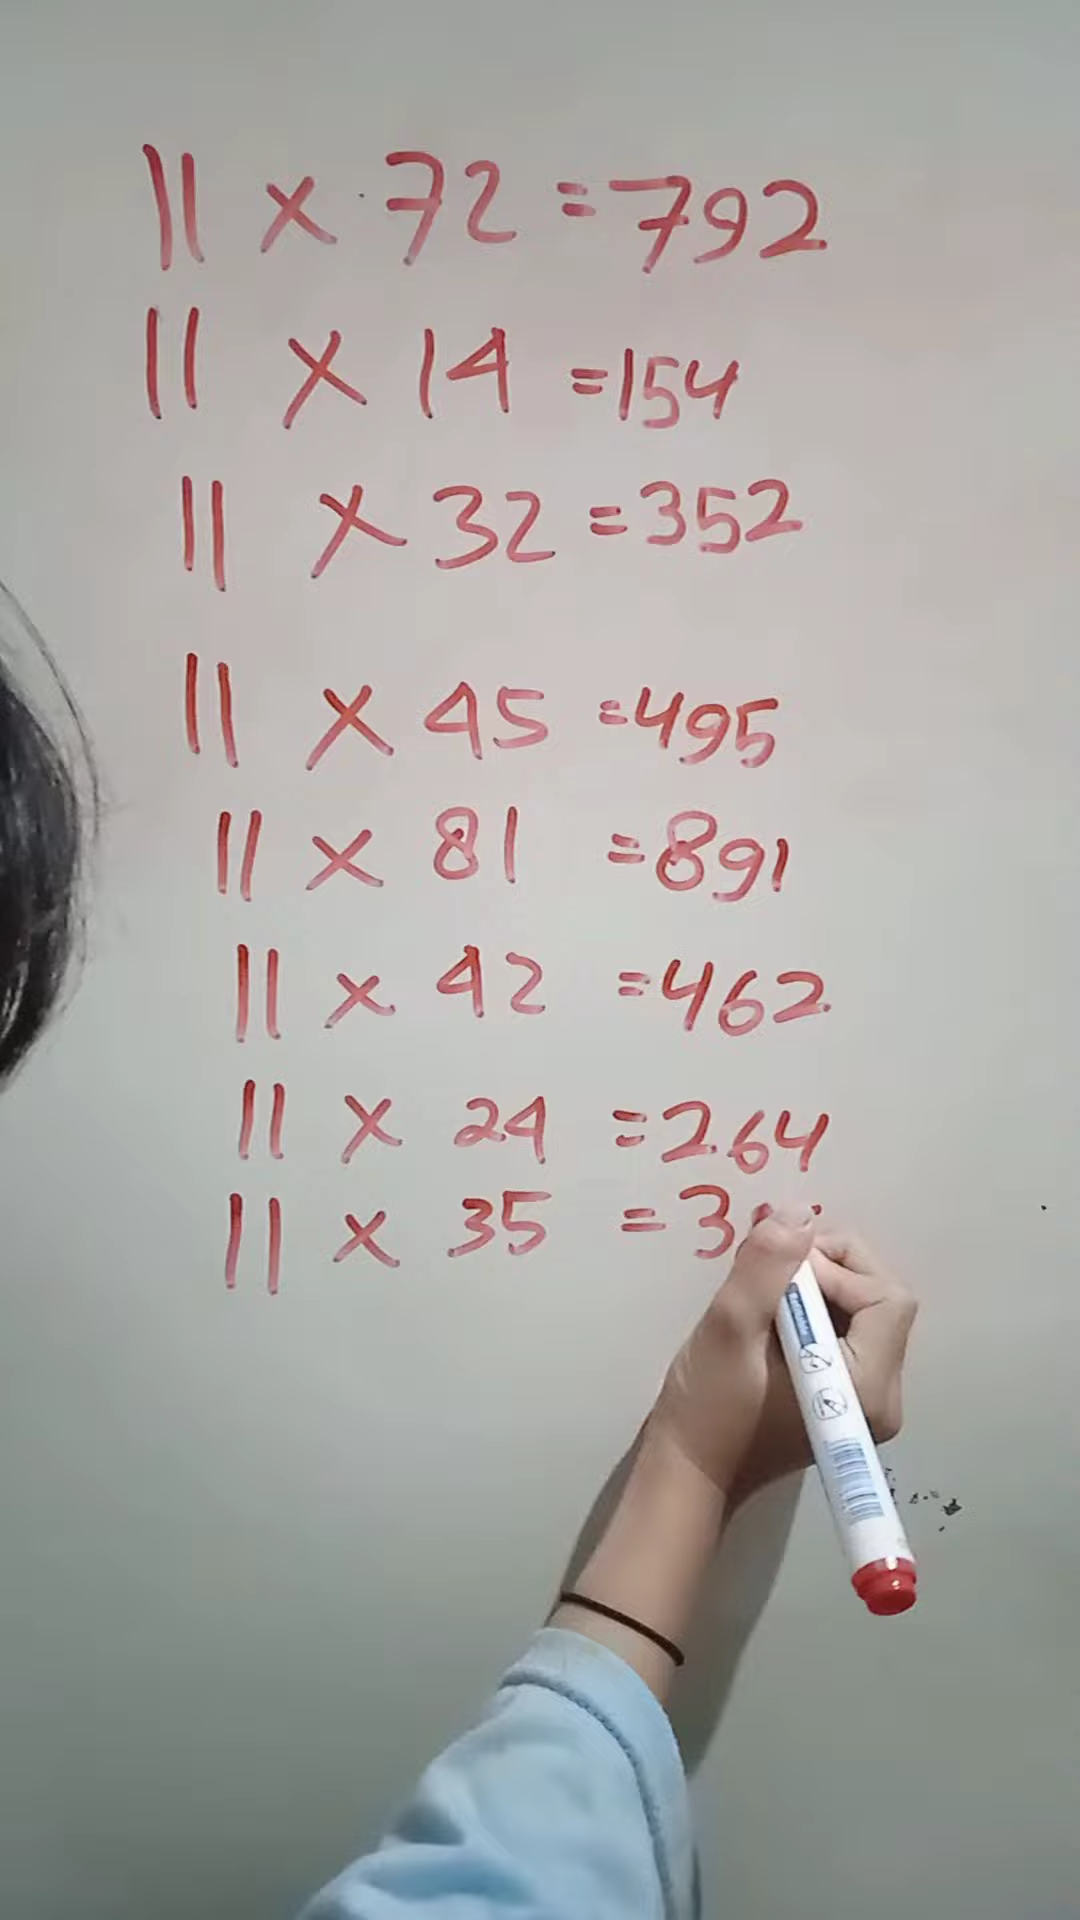 11 x 72 = 792
11 x 14 = 154
11 x 32 = 352
11 x 45 = 495
11 x 81 = 891
11 x 42 = 462
11 x 24 = 264
11 x 35 = 3